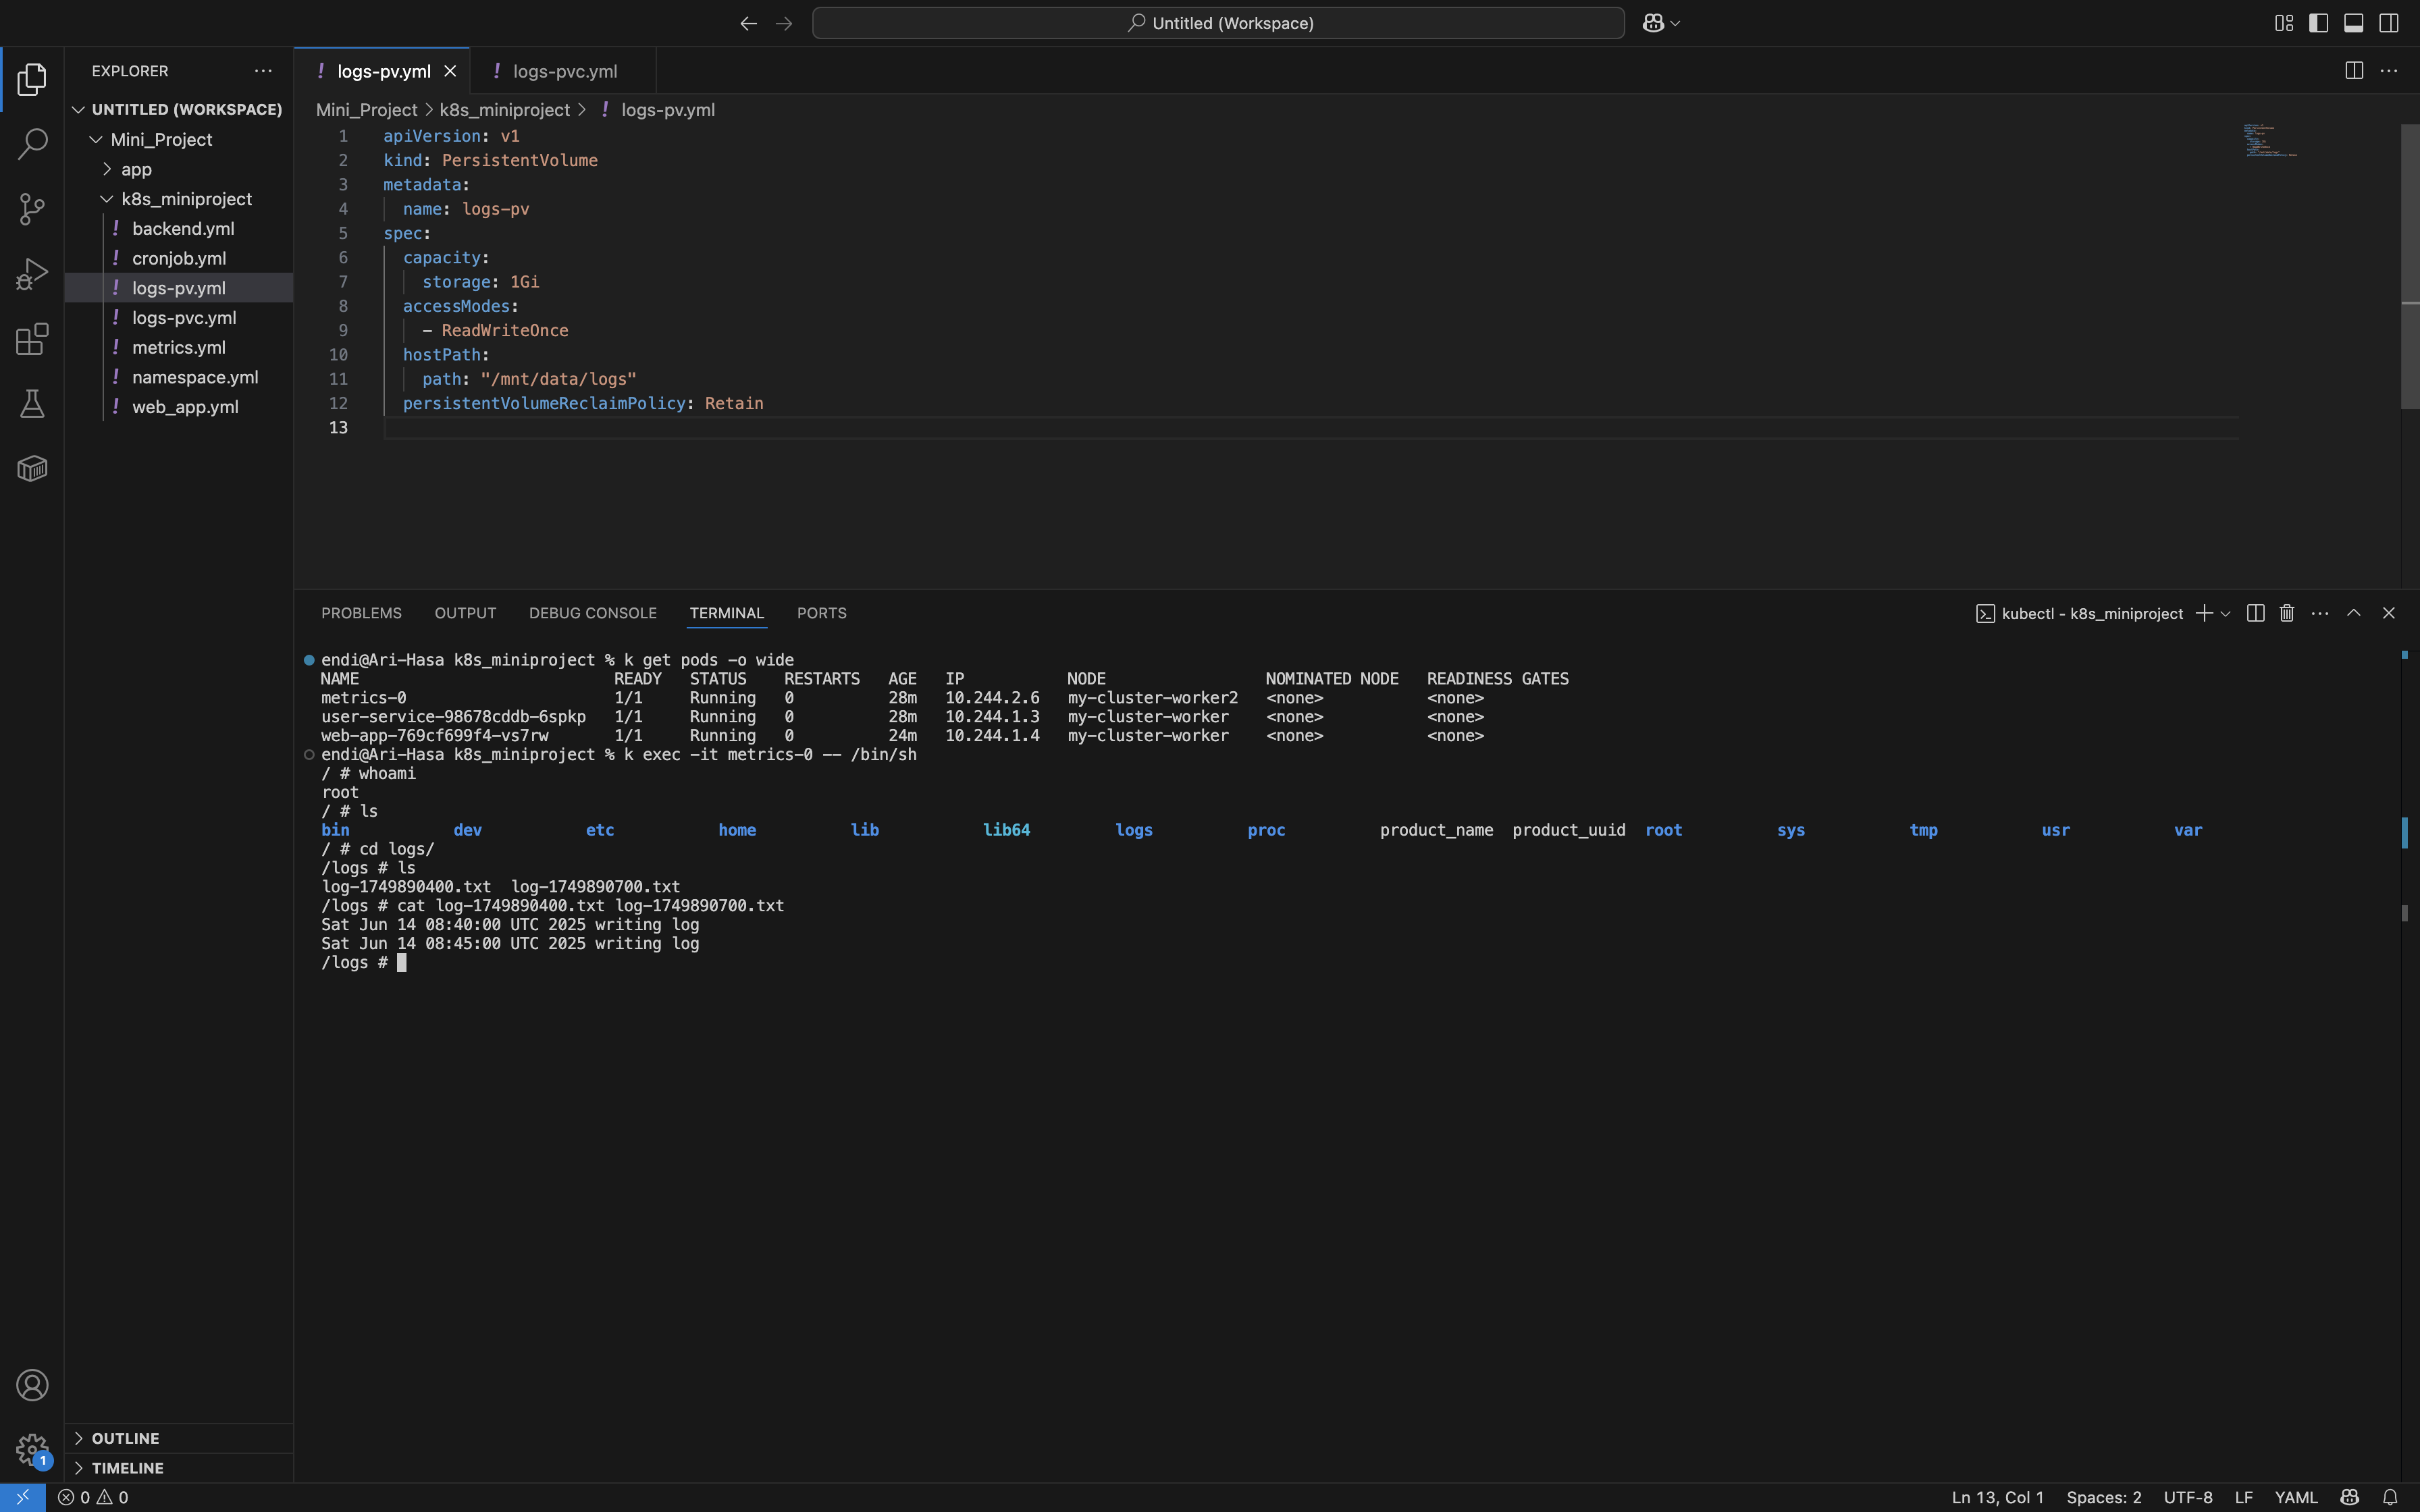 Untitled (Workspace)
EXPLORER
UNTITLED (WORKSPACE)
Mini_Project
app
k8s_miniproject
! backend.yml
! cronjob.yml
! logs-pv.yml
! logs-pvc.yml
! metrics.yml
! namespace.yml
! web_app.yml
OUTLINE
TIMELINE
! logs-pv.yml ! logs-pvc.yml
Mini_Project > k8s_miniproject > ! logs-pv.yml
1 apiVersion: v1
2 kind: PersistentVolume
3 metadata:
4   name: logs-pv
5 spec:
6   capacity:
7     storage: 1Gi
8   accessModes:
9     - ReadWriteOnce
10   hostPath:
11     path: "/mnt/data/logs"
12   persistentVolumeReclaimPolicy: Retain
13
PROBLEMS OUTPUT DEBUG CONSOLE TERMINAL PORTS
kubectl - k8s_miniproject
endi@Ari-Hasa k8s_miniproject % k get pods -o wide
NAME READY STATUS RESTARTS AGE IP NODE NOMINATED NODE READINESS GATES
metrics-0 1/1 Running 0 28m 10.244.2.6 my-cluster-worker2 <none> <none>
user-service-98678cddb-6spkp 1/1 Running 0 28m 10.244.1.3 my-cluster-worker <none> <none>
web-app-769cf699f4-vs7rw 1/1 Running 0 24m 10.244.1.4 my-cluster-worker <none> <none>
endi@Ari-Hasa k8s_miniproject % k exec -it metrics-0 -- /bin/sh
/ # whoami
root
/ # ls
bin dev etc home lib lib64 logs proc product_name product_uuid root sys tmp usr var
/ # cd logs/
/logs # ls
log-1749890400.txt log-1749890700.txt
/logs # cat log-1749890400.txt log-1749890700.txt
Sat Jun 14 08:40:00 UTC 2025 writing log
Sat Jun 14 08:45:00 UTC 2025 writing log
/logs #
1
0 0
Ln 13, Col 1 Spaces: 2 UTF-8 LF YAML